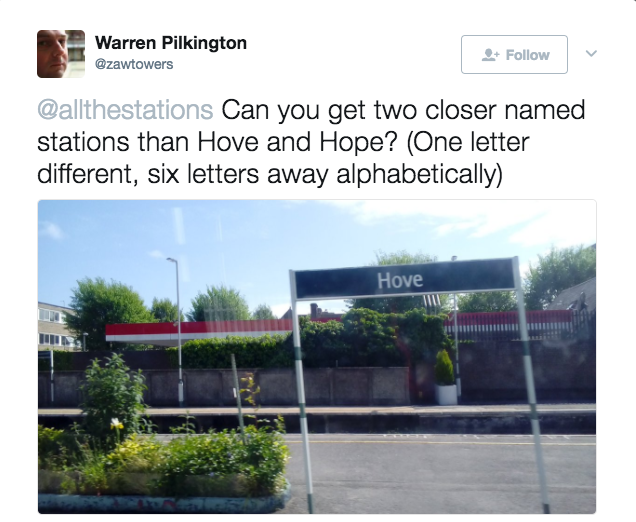 Warren Pilkington
@zawtowers
Follow
@allthestations Can you get two closer named
stations than Hove and Hope? (One letter
different, six letters away alphabetically)
Hove